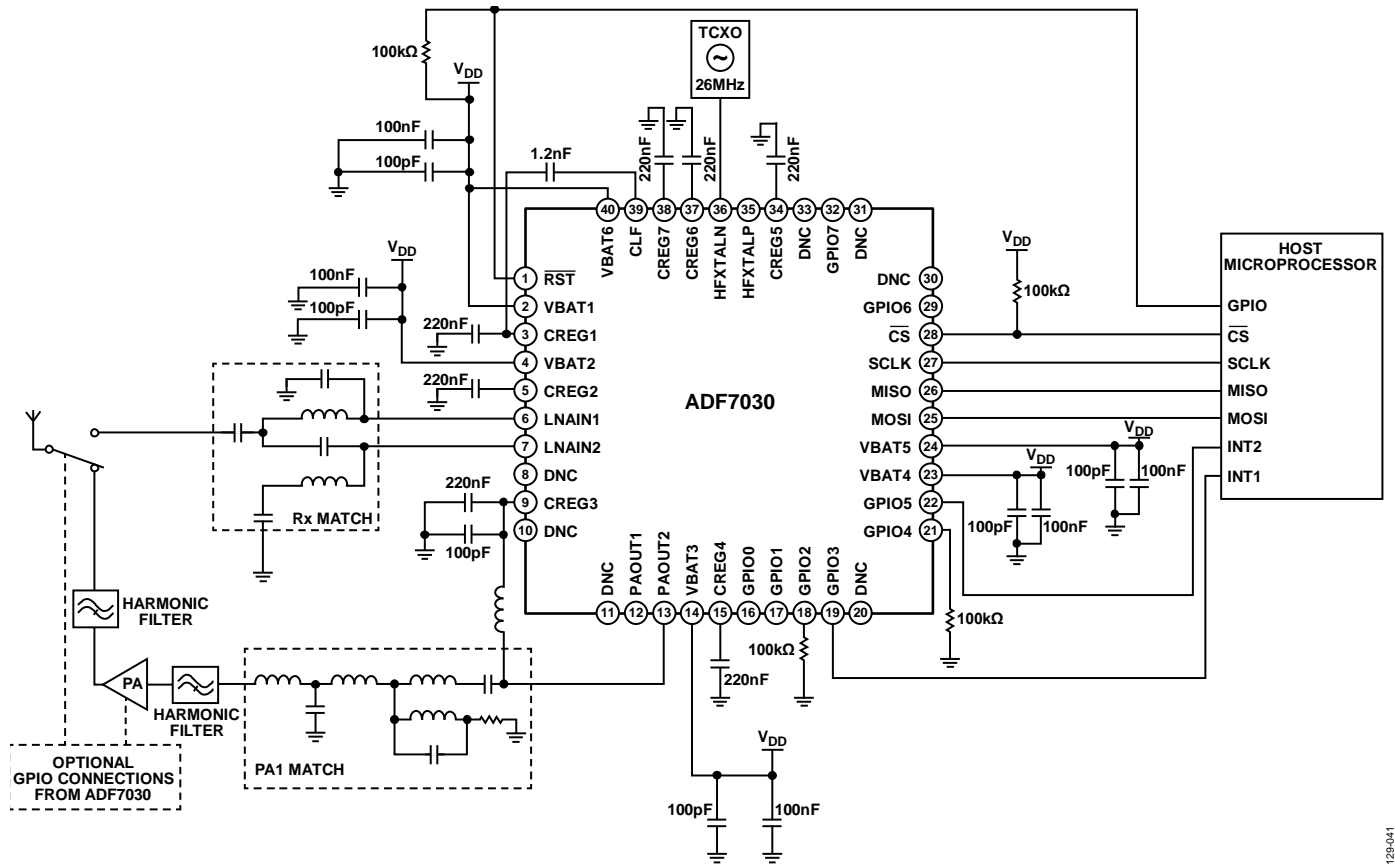 100kΩ
VDD
100nF
100pF
1.2nF
220nF
220nF
TCXO
26MHz
220nF
40
39
38
37
36
35
34
33
32
31
VBAT6
CLF
CREG7
CREG6
HFXTALN
HFXTALP
CREG5
DNC
GPIO7
DNC
VDD
100nF
100pF
220nF
220nF
1
RST
2
VBAT1
3
CREG1
4
VBAT2
5
CREG2
6
LNAIN1
7
LNAIN2
8
DNC
9
CREG3
10
DNC
ADF7030
DNC
30
GPIO6
29
CS
28
SCLK
27
MISO
26
MOSI
25
VBAT5
24
VBAT4
23
GPIO5
22
GPIO4
21
VDD
100kΩ
HOST
MICROPROCESSOR
GPIO
CS
SCLK
MISO
MOSI
INT2
INT1
VDD
100pF
100nF
VDD
100pF
100nF
100kΩ
Rx MATCH
220nF
100pF
DNC
PAOUT1
PAOUT2
VBAT3
CREG4
GPIO0
GPIO1
GPIO2
GPIO3
DNC
11
12
13
14
15
16
17
18
19
20
100kΩ
220nF
HARMONIC
FILTER
PA
HARMONIC
FILTER
PA1 MATCH
OPTIONAL
GPIO CONNECTIONS
FROM ADF7030
VDD
100pF
100nF
129-041